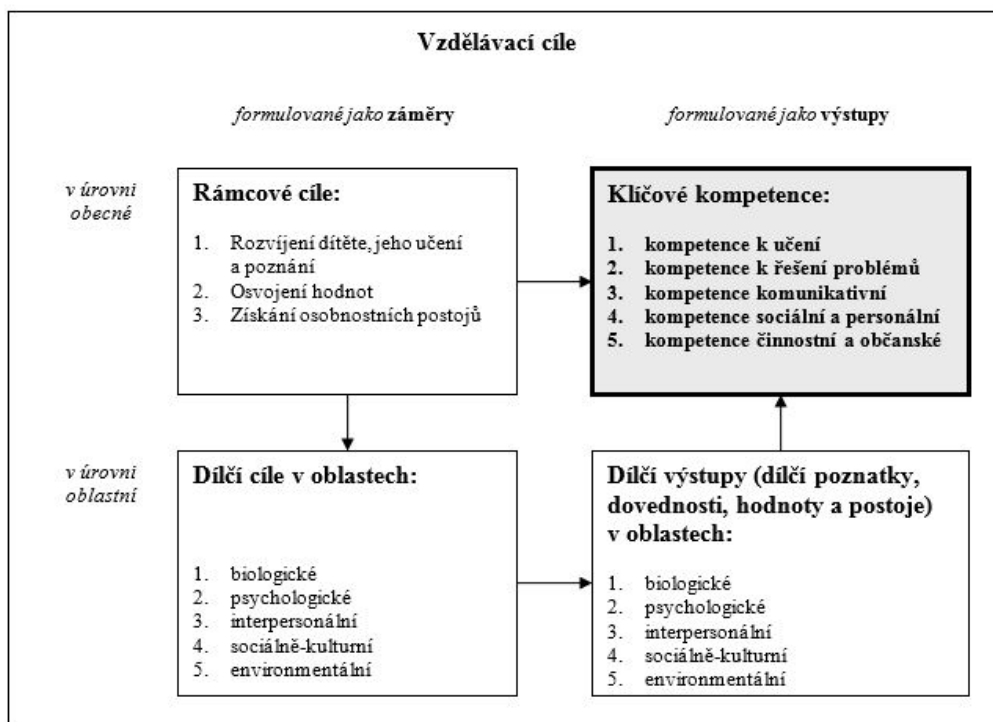 Vzdělávací cíle
formulované jako záměry
formulované jako výstupy
v úrovni
obecné
Rámcové cíle:
1. Rozvíjení dítěte, jeho učení
a poznání
2. Osvojení hodnot
3. Získání osobnostních postojů
Klíčové kompetence:
1. kompetence k učení
2. kompetence k řešení problémů
3. kompetence komunikativní
4. kompetence sociální a personální
5. kompetence činnostní a občanské
v úrovni
oblastní
Dílčí cíle v oblastech:
1. biologické
2. psychologické
3. interpersonální
4. sociálně-kulturní
5. environmentální
Dílčí výstupy (dílčí poznatky,
dovednosti, hodnoty a postoje)
v oblastech:
1. biologické
2. psychologické
3. interpersonální
4. sociálně-kulturní
5. environmentální